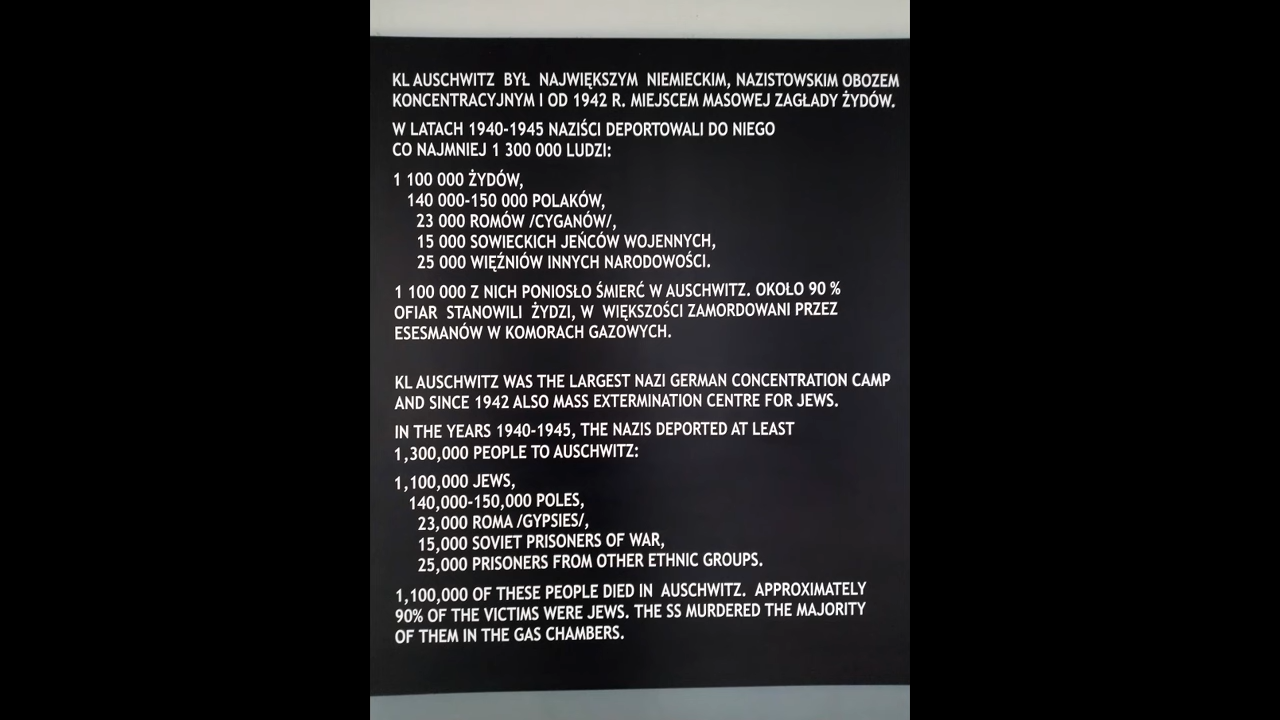 KL AUSCHWITZ BYŁ NAJWIĘKSZYM NIEMIECKIM, NAZISTOWSKIM OBOZEM
KONCENTRACYJNYM I OD 1942 R. MIEJSCEM MASOWEJ ZAGŁADY ŻYDÓW.
W LATACH 1940-1945 NAZIŚCI DEPORTOWALI DO NIEGO
CO NAJMNIEJ 1 300 000 LUDZI:
1 100 000 ŻYDÓW,
140 000-150 000 POLAKÓW,
23 000 ROMÓW /CYGANÓW/,
15 000 SOWIECKICH JEŃCÓW WOJENNYCH,
25 000 WIĘŹNIÓW INNYCH NARODOWOŚCI.
1 100 000 Z NICH PONIOSŁO ŚMIERĆ W AUSCHWITZ. OKOŁO 90 %
OFIAR STANOWILI ŻYDZI, W WIĘKSZOŚCI ZAMORDOWANI PRZEZ
ESESMANÓW W KOMORACH GAZOWYCH.
KL AUSCHWITZ WAS THE LARGEST NAZI GERMAN CONCENTRATION CAMP
AND SINCE 1942 ALSO MASS EXTERMINATION CENTRE FOR JEWS.
IN THE YEARS 1940-1945, THE NAZIS DEPORTED AT LEAST
1,300,000 PEOPLE TO AUSCHWITZ:
1,100,000 JEWS,
140,000-150,000 POLES,
23,000 ROMA /GYPSIES/,
15,000 SOVIET PRISONERS OF WAR,
25,000 PRISONERS FROM OTHER ETHNIC GROUPS.
1,100,000 OF THESE PEOPLE DIED IN AUSCHWITZ. APPROXIMATELY
90% OF THE VICTIMS WERE JEWS. THE SS MURDERED THE MAJORITY
OF THEM IN THE GAS CHAMBERS.